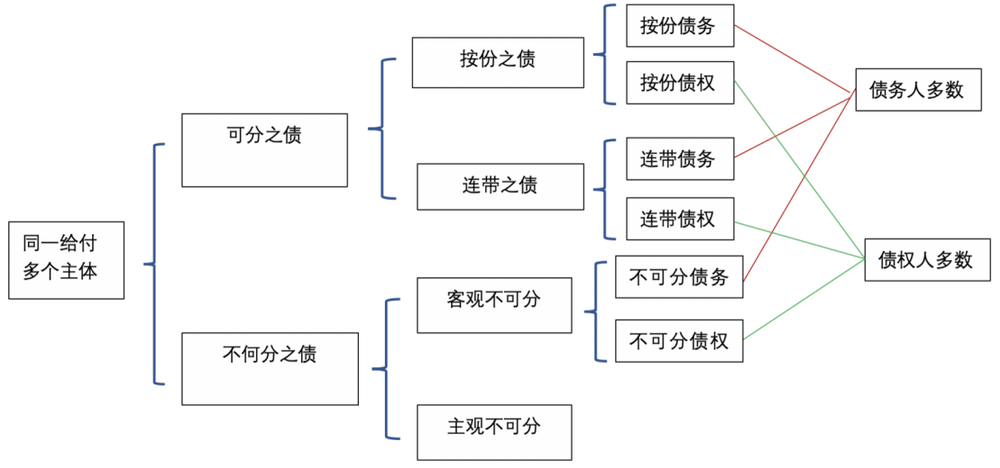 同一给付
多个主体
可分之债
不何分之债
按份之债
连带之债
客观不可分
主观不可分
按份债务
按份债权
连带债务
连带债权
不可分债务
不可分债权
债务人多数
债权人多数